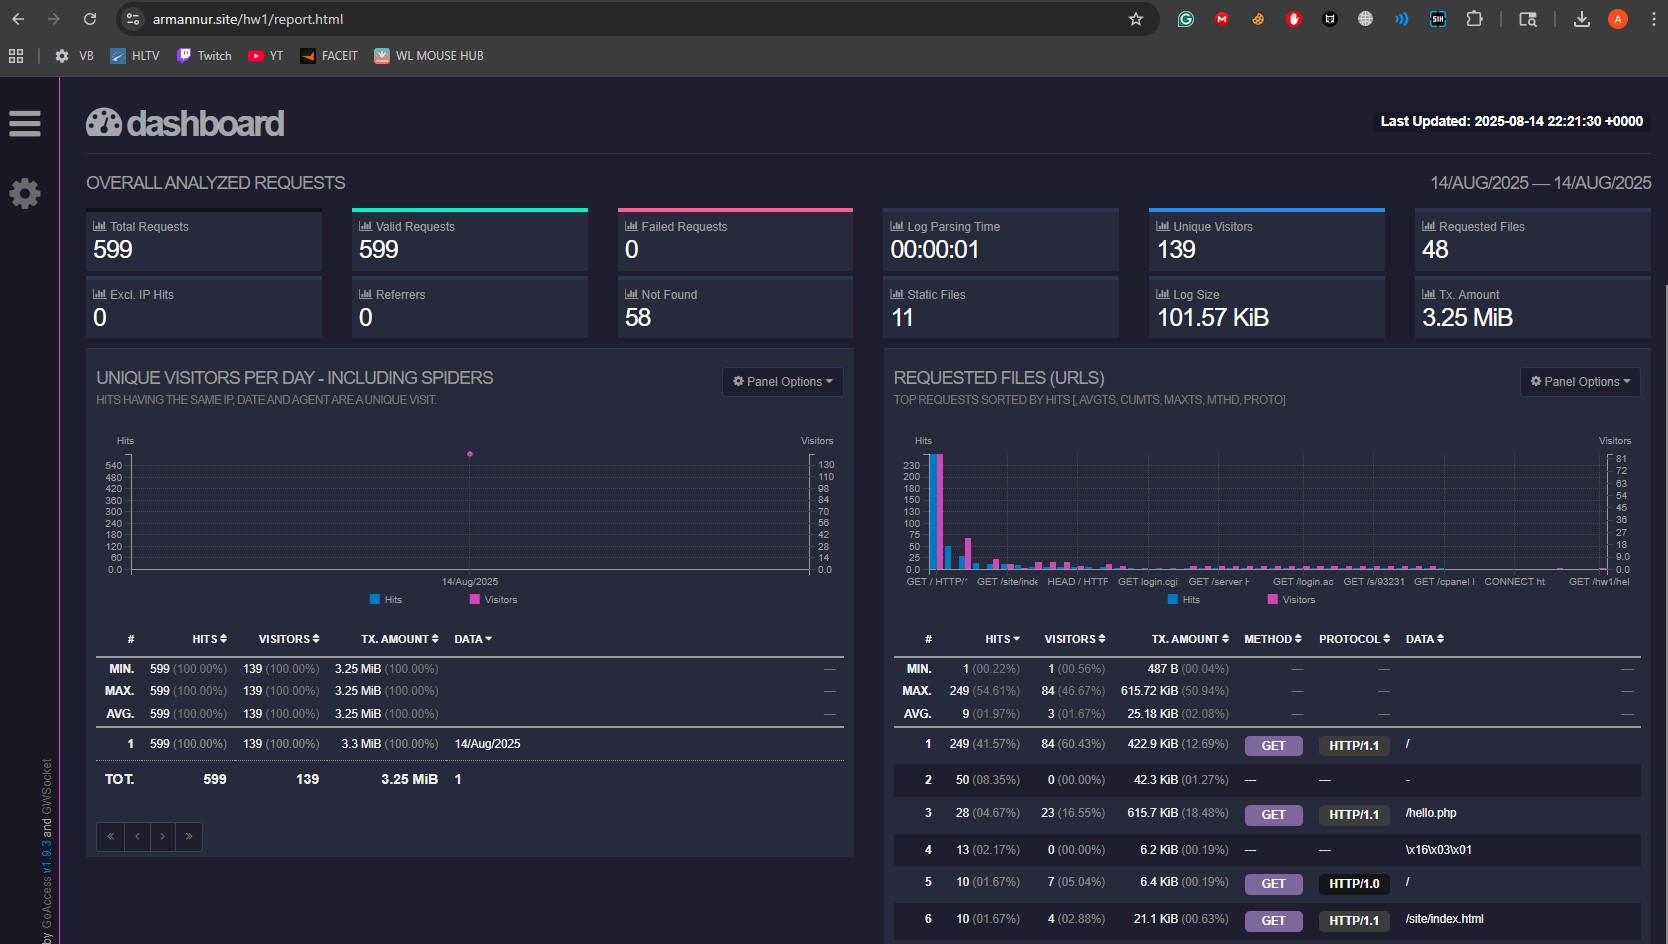 armannur.site/hw1/report.html
VB HLTV Twitch YT FACEIT WL MOUSE HUB
dashboard
Last Updated: 2025-08-14 22:21:30 +0000
OVERALL ANALYZED REQUESTS 14/AUG/2025 — 14/AUG/2025
Total Requests Valid Requests Failed Requests Log Parsing Time Unique Visitors Requested Files
599 599 0 00:00:01 139 48
Excl. IP Hits Referrers Not Found Static Files Log Size Tx. Amount
0 0 58 11 101.57 KiB 3.25 MiB
UNIQUE VISITORS PER DAY - INCLUDING SPIDERS
Panel Options
HITS HAVING THE SAME IP, DATE AND AGENT ARE A UNIQUE VISIT.
Hits Visitors
540 130
480 110
420 98
360 84
300 70
240 56
180 42
120 28
60 14
0.0 0.0
14/Aug/2025
Hits Visitors
# HITS VISITORS TX. AMOUNT DATA
MIN. 599 (100.00%) 139 (100.00%) 3.25 MiB (100.00%) —
MAX. 599 (100.00%) 139 (100.00%) 3.25 MiB (100.00%) —
AVG. 599 (100.00%) 139 (100.00%) 3.25 MiB (100.00%) —
1 599 (100.00%) 139 (100.00%) 3.3 MiB (100.00%) 14/Aug/2025
TOT. 599 139 3.25 MiB 1
« ‹ › »
REQUESTED FILES (URLS)
Panel Options
TOP REQUESTS SORTED BY HITS [, AVGTS, CUMTS, MAXTS, MTHD, PROTO]
Hits Visitors
230 81
200 72
180 63
150 54
130 45
100 36
75 27
50 18
25 9.0
0.0 0.0
GET / HTTP/1 GET /site/inde HEAD / HTTP GET login.cgi GET /server H GET /login.ac GET /s/93231 GET /cpanel I CONNECT ht GET /hw1/hel
Hits Visitors
# HITS VISITORS TX. AMOUNT METHOD PROTOCOL DATA
MIN. 1 (00.22%) 1 (00.56%) 487 B (00.04%) — — —
MAX. 249 (54.61%) 84 (46.67%) 615.72 KiB (50.94%) — — —
AVG. 9 (01.97%) 3 (01.67%) 25.18 KiB (02.08%) — — —
1 249 (41.57%) 84 (60.43%) 422.9 KiB (12.69%) GET HTTP/1.1 /
2 50 (08.35%) 0 (00.00%) 42.3 KiB (01.27%) --- --- -
3 28 (04.67%) 23 (16.55%) 615.7 KiB (18.48%) GET HTTP/1.1 /hello.php
4 13 (02.17%) 0 (00.00%) 6.2 KiB (00.19%) --- --- \x16\x03\x01
5 10 (01.67%) 7 (05.04%) 6.4 KiB (00.19%) GET HTTP/1.0 /
6 10 (01.67%) 4 (02.88%) 21.1 KiB (00.63%) GET HTTP/1.1 /site/index.html
by GoAccess v1.9.3 and GWSocket